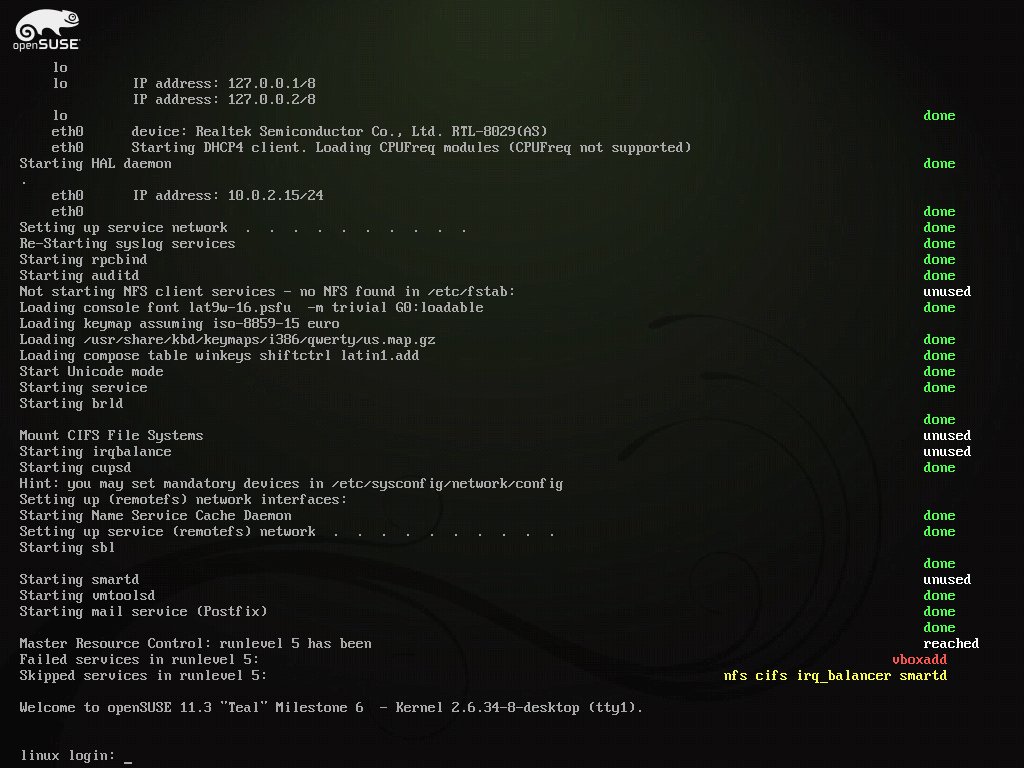 openSUSE
lo
lo IP address: 127.0.0.1/8
IP address: 127.0.0.2/8
lo done
eth0 device: Realtek Semiconductor Co., Ltd. RTL-8029(AS)
eth0 Starting DHCP4 client. Loading CPUFreq modules (CPUFreq not supported)
Starting HAL daemon done
.
eth0 IP address: 10.0.2.15/24
eth0 done
Setting up service network . . . . . . . . . . done
Re-Starting syslog services done
Starting rpcbind done
Starting auditd done
Not starting NFS client services - no NFS found in /etc/fstab: unused
Loading console font lat9w-16.psfu -m trivial G0:loadable done
Loading keymap assuming iso-8859-15 euro
Loading /usr/share/kbd/keymaps/i386/qwerty/us.map.gz done
Loading compose table winkeys shiftctrl latin1.add done
Start Unicode mode done
Starting service done
Starting brld
done
Mount CIFS File Systems unused
Starting irqbalance unused
Starting cupsd done
Hint: you may set mandatory devices in /etc/sysconfig/network/config
Setting up (remotefs) network interfaces:
Starting Name Service Cache Daemon done
Setting up service (remotefs) network . . . . . . . . . . done
Starting sbl
done
Starting smartd unused
Starting vmtoolsd done
Starting mail service (Postfix) done
done
Master Resource Control: runlevel 5 has been reached
Failed services in runlevel 5: vboxadd
Skipped services in runlevel 5: nfs cifs irq_balancer smartd
Welcome to openSUSE 11.3 "Teal" Milestone 6 - Kernel 2.6.34-8-desktop (tty1).
linux login: _